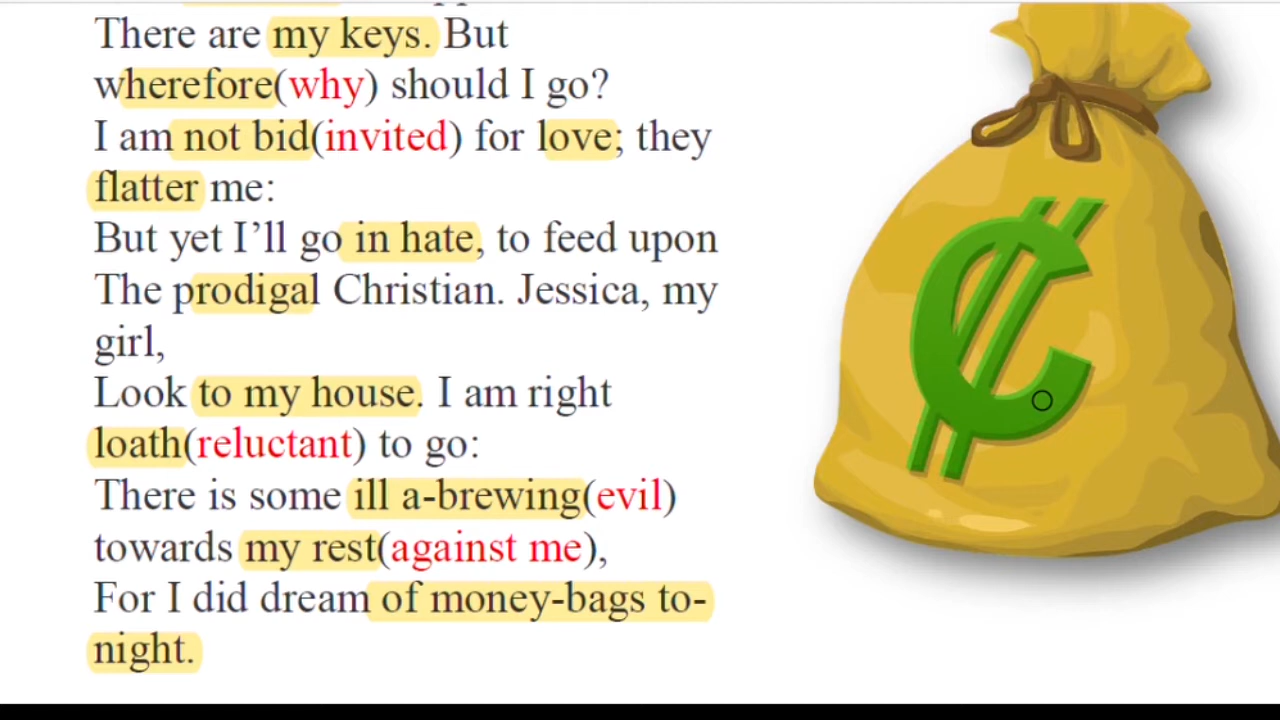 There are my keys. But
wherefore(why) should I go?
I am not bid(invited) for love; they
flatter me:
But yet I’ll go in hate, to feed upon
The prodigal Christian. Jessica, my
girl,
Look to my house. I am right
loath(reluctant) to go:
There is some ill a-brewing(evil)
towards my rest(against me),
For I did dream of money-bags to-
night.